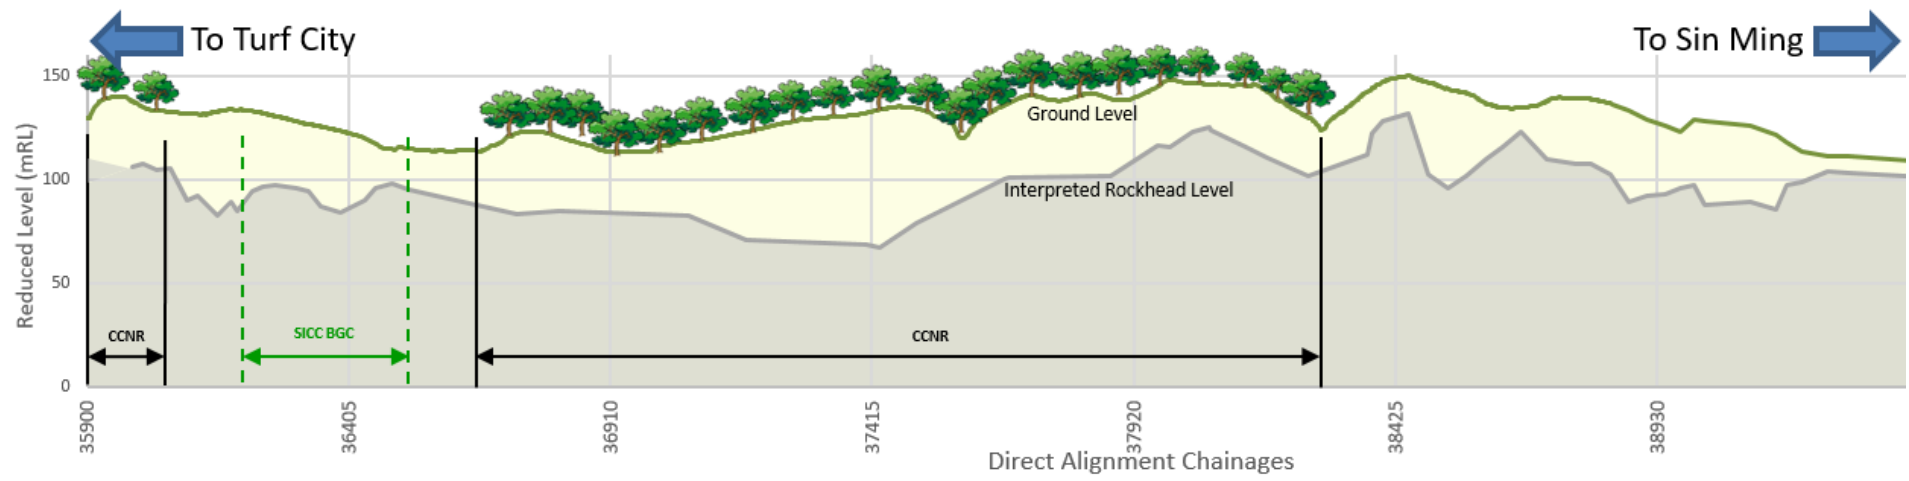 To Turf City
To Sin Ming
150
100
50
0
Reduced Level (mRL)
Ground Level
Interpreted Rockhead Level
CCNR
SICC BGC
CCNR
35900
36405
36910
37415
37920
38425
38930
Direct Alignment Chainages